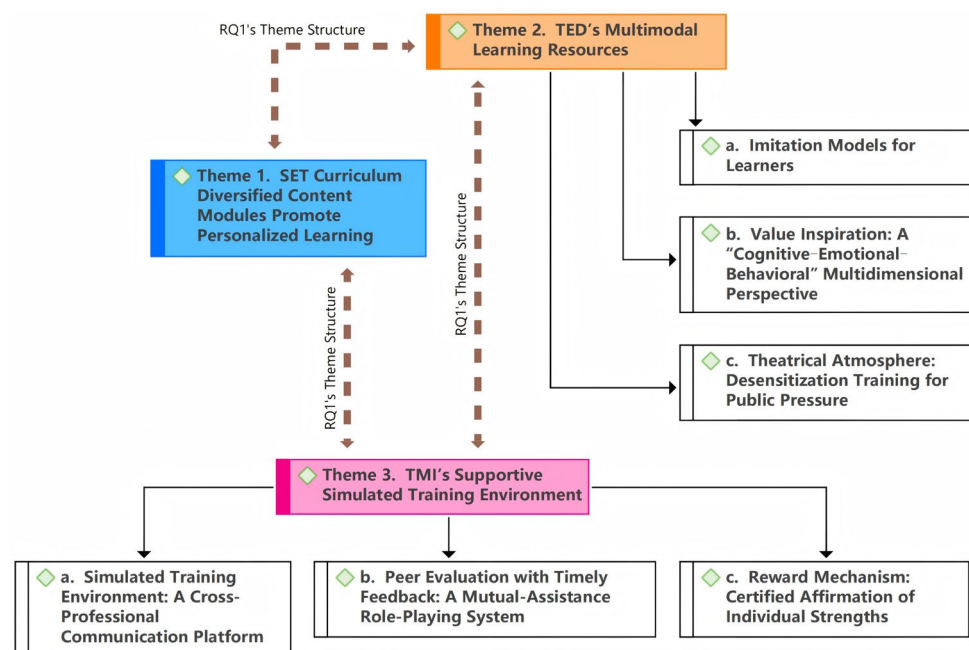 RQ1's Theme Structure
Theme 2. TED's Multimodal
Learning Resources
a. Imitation Models for
Learners
Theme 1. SET Curriculum
Diversified Content
Modules Promote
Personalized Learning
b. Value Inspiration: A
“Cognitive-Emotional-
Behavioral” Multidimensional
Perspective
RQ1's Theme Structure
RQ1's Theme Structure
c. Theatrical Atmosphere:
Desensitization Training for
Public Pressure
Theme 3. TMI's Supportive
Simulated Training Environment
a. Simulated Training
Environment: A Cross-
Professional
Communication Platform
b. Peer Evaluation with Timely
Feedback: A Mutual-Assistance
Role-Playing System
c. Reward Mechanism:
Certified Affirmation of
Individual Strengths